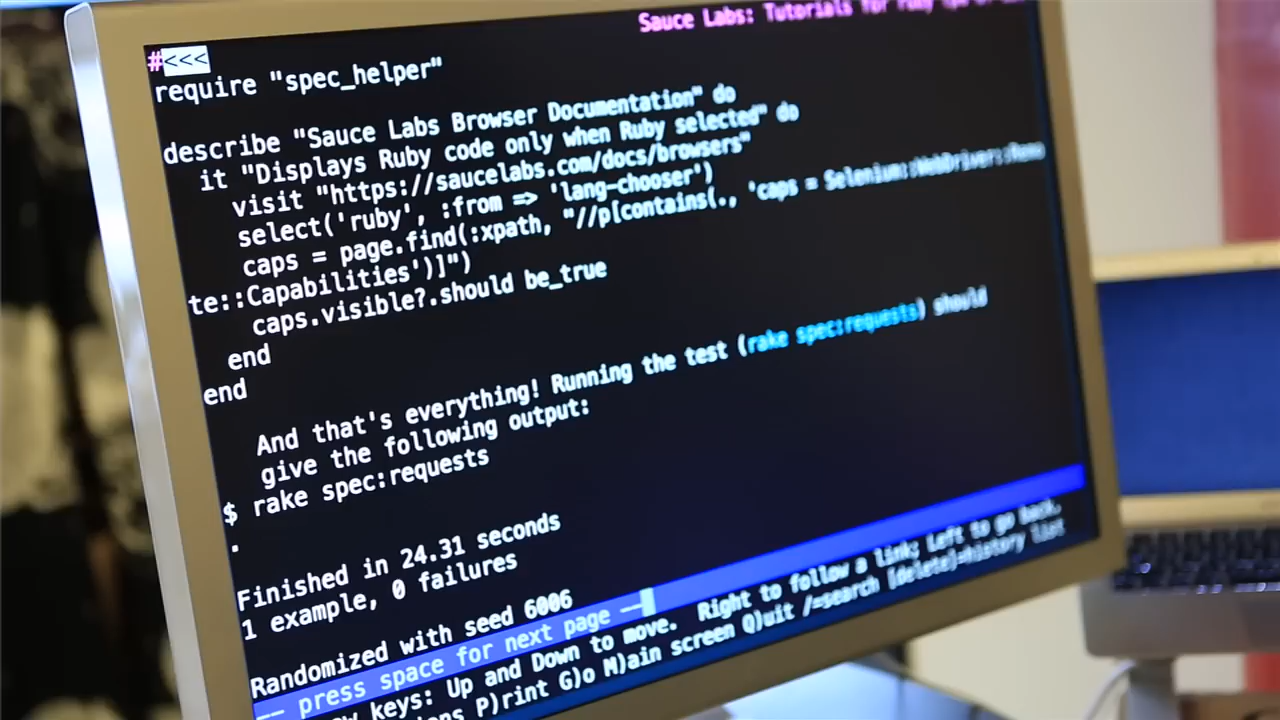 Sauce Labs: Tutorials for ruby
#<<<
require "spec_helper"
describe "Sauce Labs Browser Documentation" do
it "Displays Ruby code only when Ruby selected" do
visit "https://saucelabs.com/docs/browsers"
select('ruby', :from => 'lang-chooser')
caps = page.find(:xpath, "//p[contains(., 'caps = Selenium::WebDriver::Remo
te::Capabilities')]")
caps.visible?.should be_true
end
end
And that's everything! Running the test (rake spec:requests) should
give the following output:
$ rake spec:requests
.
Finished in 24.31 seconds
1 example, 0 failures
Randomized with seed 6006
-- press space for next page --
keys: Up and Down to move. Right to follow a link; Left to go back.
P)rint G)o M)ain screen Q)uit /=search [delete]=history list